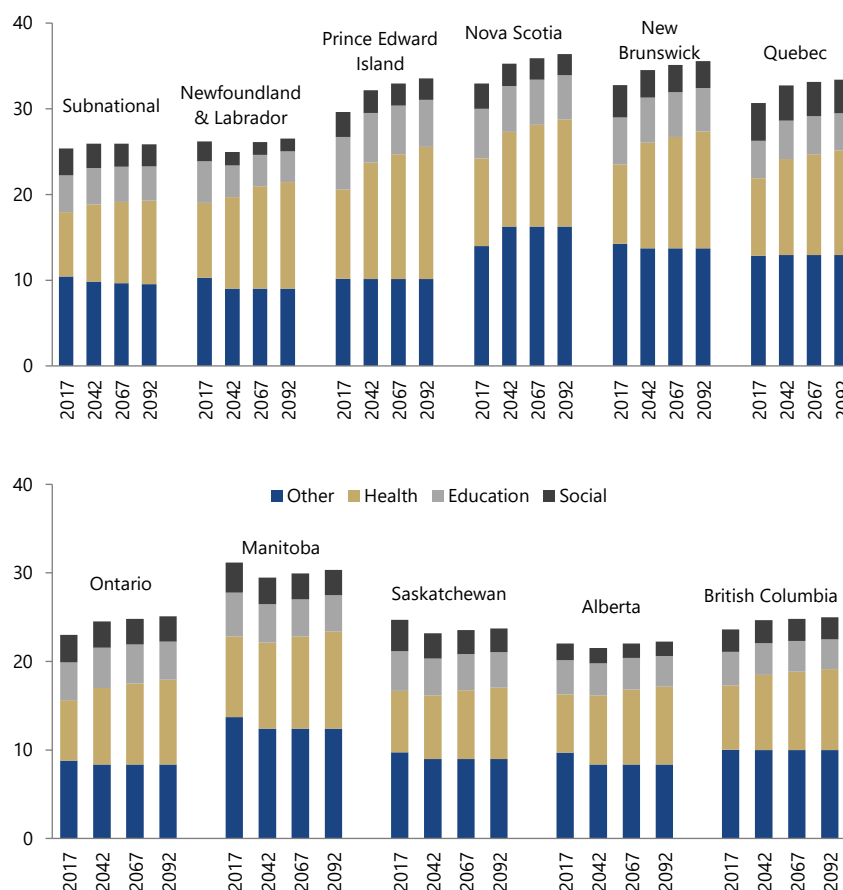 40
30
20
10
0
Subnational
Newfoundland
& Labrador
Prince Edward
Island
Nova Scotia
New
Brunswick
Quebec
2017 2042 2067 2092 2017 2042 2067 2092 2017 2042 2067 2092 2017 2042 2067 2092 2017 2042 2067 2092 2017 2042 2067 2092
40
30
20
10
0
Other Health Education Social
Ontario
Manitoba
Saskatchewan
Alberta
British Columbia
2017 2042 2067 2092 2017 2042 2067 2092 2017 2042 2067 2092 2017 2042 2067 2092 2017 2042 2067 2092